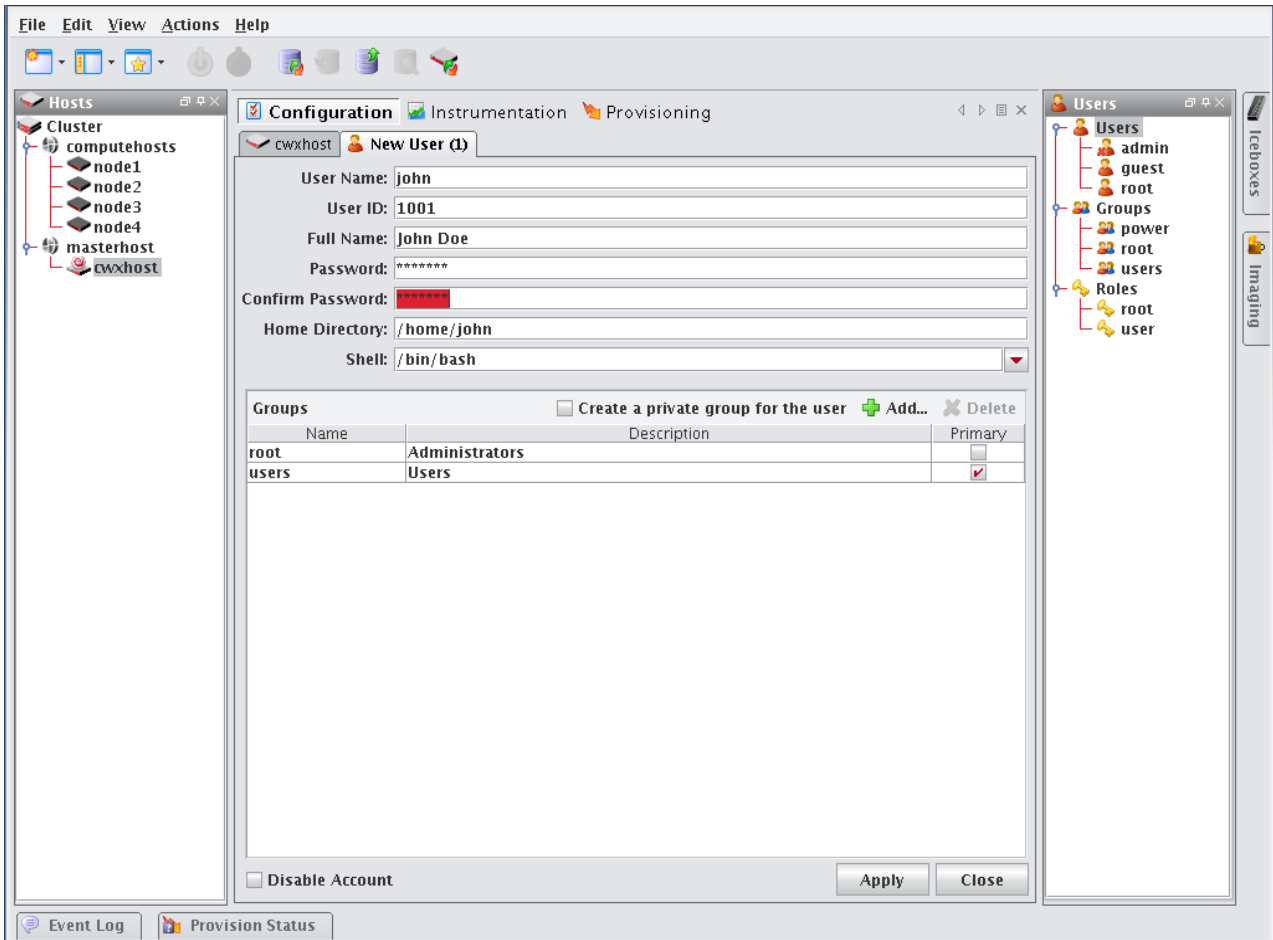 File Edit View Actions Help
Hosts
Cluster
computehosts
node1
node2
node3
node4
masterhost
cwxhost
Configuration Instrumentation Provisioning
cwxhost New User (1)
User Name: john
User ID: 1001
Full Name: John Doe
Password: *******
Confirm Password: *******
Home Directory: /home/john
Shell: /bin/bash
Groups Create a private group for the user Add... Delete
Name Description Primary
root Administrators
users Users
Disable Account Apply Close
Users
Users
admin
guest
root
Groups
power
root
users
Roles
root
user
Iceboxes
Imaging
Event Log Provision Status